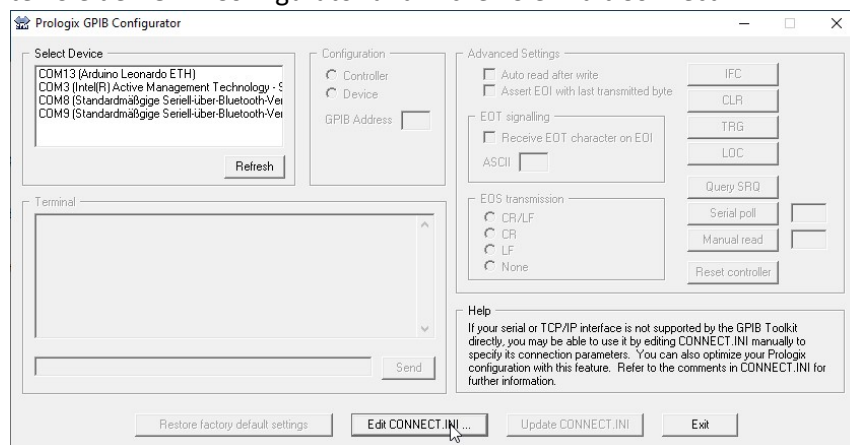 Prologix GPIB Configurator
Select Device
COM13 (Arduino Leonardo ETH)
COM3 (Intel(R) Active Management Technology - S
COM8 (Standardmäßgige Seriell-über-Bluetooth-Ver
COM9 (Standardmäßgige Seriell-über-Bluetooth-Ver
Refresh
Configuration
Controller
Device
GPIB Address
Terminal
Send
Advanced Settings
Auto read after write
Assert EOI with last transmitted byte
EOT signalling
Receive EOT character on EOI
ASCII
EOS transmission
CR/LF
CR
LF
None
IFC
CLR
TRG
LOC
Query SRQ
Serial poll
Manual read
Reset controller
Help
If your serial or TCP/IP interface is not supported by the GPIB Toolkit
directly, you may be able to use it by editing CONNECT.INI manually to
specify its connection parameters. You can also optimize your Prologix
configuration with this feature. Refer to the comments in CONNECT.INI for
further information.
Restore factory default settings
Edit CONNECT.INI ...
Update CONNECT.INI
Exit